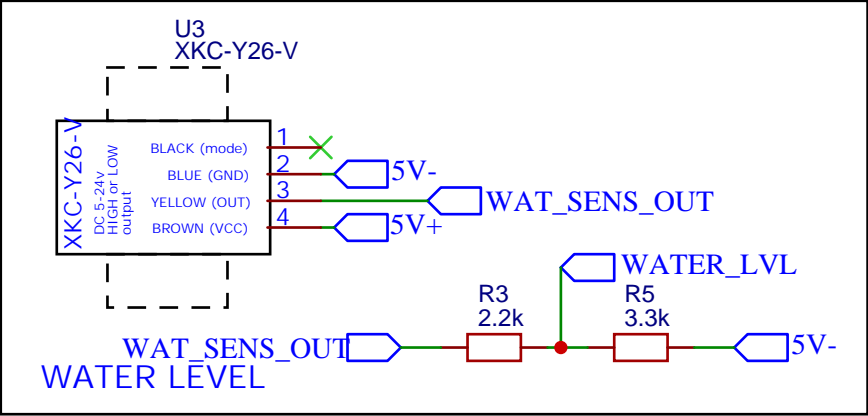 U3
XKC-Y26-V
XKC-Y26-V
DC 5-24v
HIGH or LOW
output
BLACK (mode)
1
BLUE (GND)
2
5V-
YELLOW (OUT)
3
WAT_SENS_OUT
BROWN (VCC)
4
5V+
WATER_LVL
R3
2.2k
R5
3.3k
WAT_SENS_OUT
5V-
WATER LEVEL